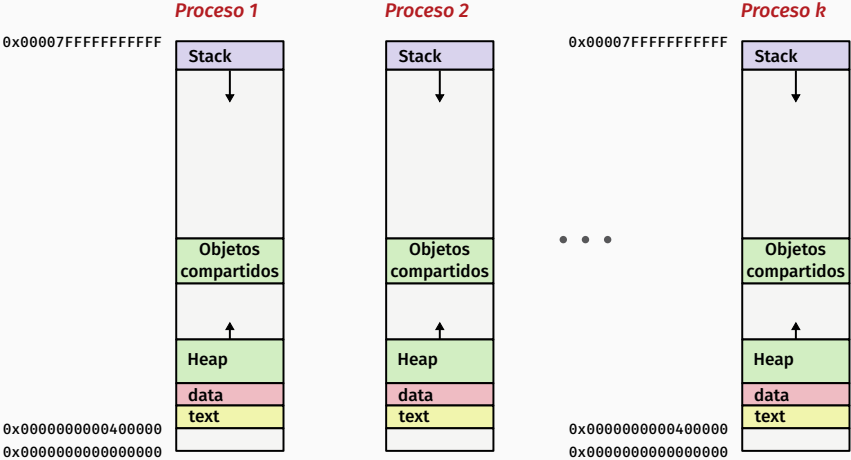 Proceso 1
Proceso 2
Proceso k
0x00007FFFFFFFFFFF
0x00007FFFFFFFFFFF
Stack
Stack
Stack
Objetos
compartidos
Objetos
compartidos
Objetos
compartidos
Heap
Heap
Heap
data
data
data
text
text
text
0x0000000000400000
0x0000000000400000
0x0000000000000000
0x0000000000000000